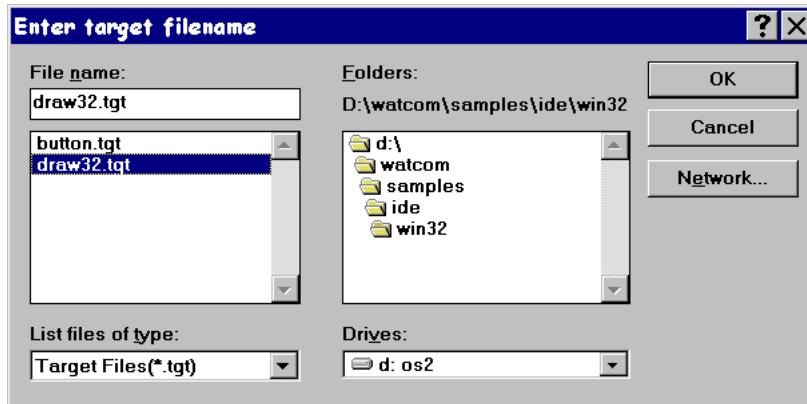 Enter target filename
File name:
draw32.tgt
button.tgt
draw32.tgt
List files of type:
Target Files(*.tgt)
Folders:
D:\watcom\samples\ide\win32
d:\
watcom
samples
ide
win32
Drives:
d: os2
OK
Cancel
Network...